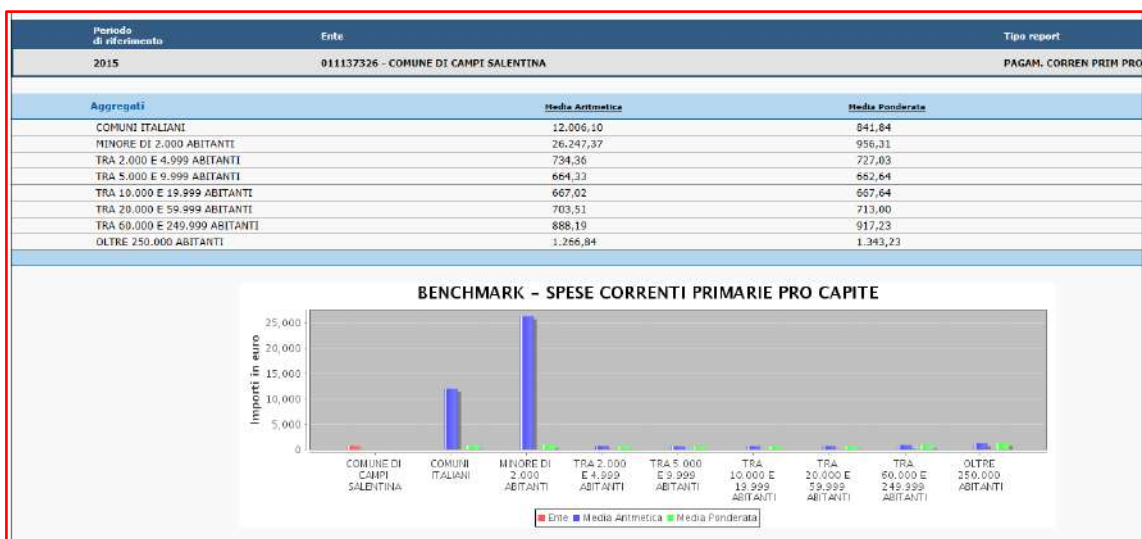 Periodo
di riferimento Ente Tipo report
2015 011137326 - COMUNE DI CAMPI SALENTINA PAGAM. CORREN PRIM PRO
Aggregati Media Aritmetica Media Ponderata
COMUNI ITALIANI 12.006,10 841,84
MINORE DI 2.000 ABITANTI 26.247,37 956,31
TRA 2.000 E 4.999 ABITANTI 734,36 727,03
TRA 5.000 E 9.999 ABITANTI 664,33 662,64
TRA 10.000 E 19.999 ABITANTI 667,02 667,64
TRA 20.000 E 59.999 ABITANTI 703,51 713,00
TRA 60.000 E 249.999 ABITANTI 888,19 917,23
OLTRE 250.000 ABITANTI 1.266,84 1.343,23
BENCHMARK – SPESE CORRENTI PRIMARIE PRO CAPITE
Importi in euro
25,000
20,000
15,000
10,000
5,000
0
COMUNE DI
CAMPI
SALENTINA
COMUNI
ITALIANI
MINORE DI
2.000
ABITANTI
TRA 2.000
E 4.999
ABITANTI
TRA 5.000
E 9.999
ABITANTI
TRA
10.000 E
19.999
ABITANTI
TRA
20.000 E
59.999
ABITANTI
TRA
60.000 E
249.999
ABITANTI
OLTRE
250.000
ABITANTI
Ente Media Aritmetica Media Ponderata